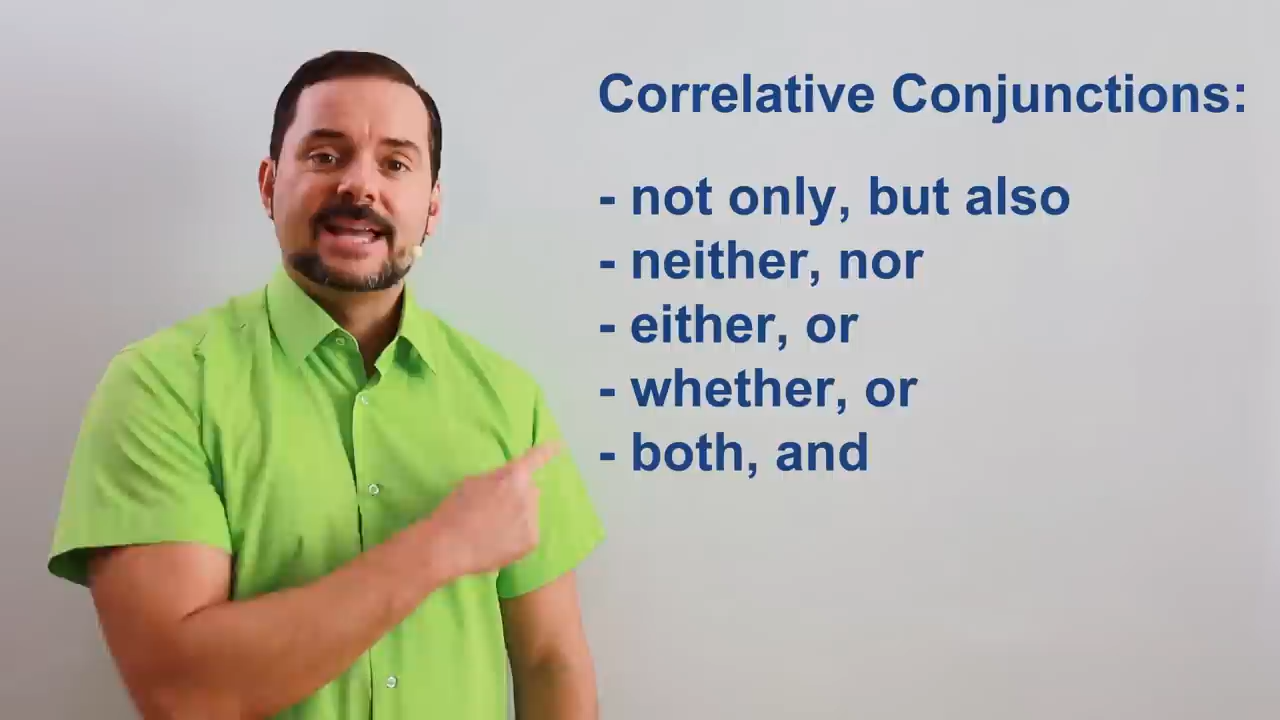 Correlative Conjunctions:
- not only, but also
- neither, nor
- either, or
- whether, or
- both, and